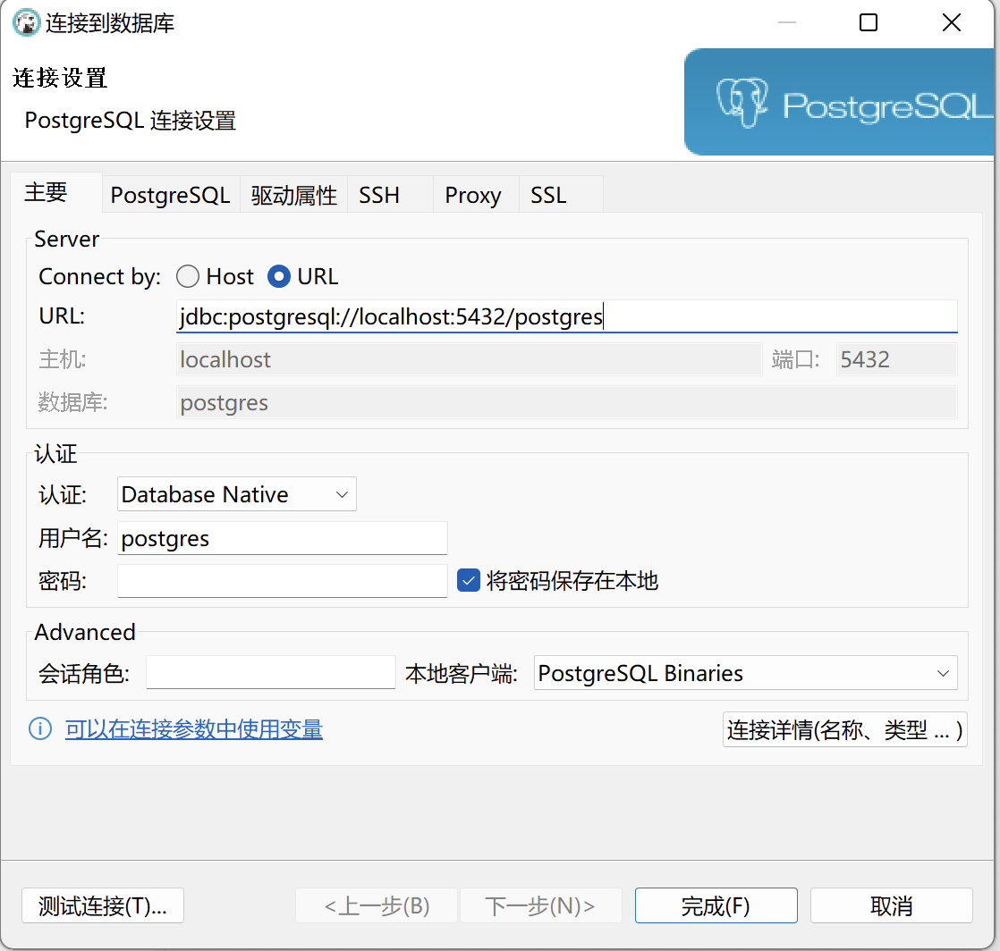 连接到数据库
连接设置
PostgreSQL 连接设置
PostgreSQL
主要 PostgreSQL 驱动属性 SSH Proxy SSL
Server
Connect by: Host URL
URL: jdbc:postgresql://localhost:5432/postgres
主机: localhost 端口: 5432
数据库: postgres
认证
认证: Database Native
用户名: postgres
密码: 将密码保存在本地
Advanced
会话角色: 本地客户端: PostgreSQL Binaries
可以在连接参数中使用变量 连接详情(名称、类型 ... )
测试连接(T)... <上一步(B) 下一步(N)> 完成(F) 取消